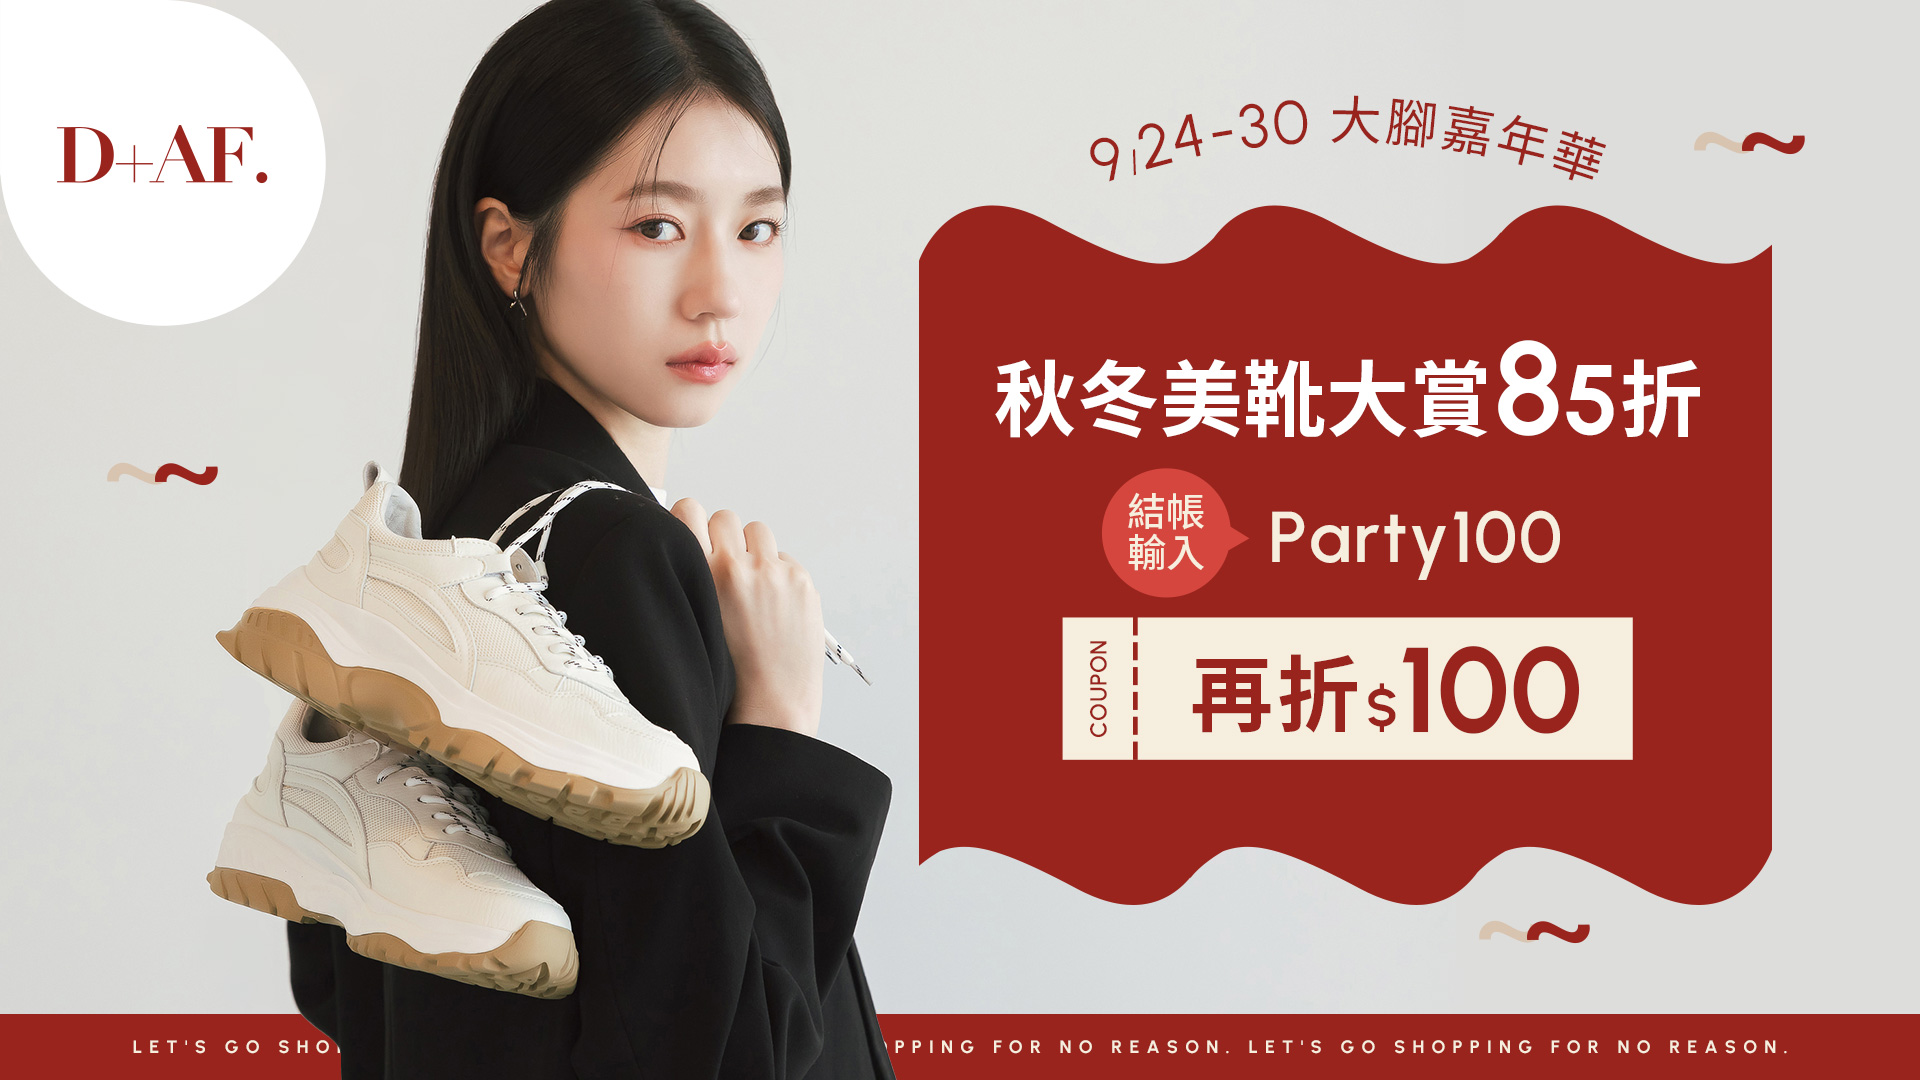 D+AF.
9/24-30 大腳嘉年華
秋冬美靴大賞85折
結帳
輸入
Party100
COUPON
再折$100
LET'S GO SHO
PPING FOR NO REASON. LET'S GO SHOPPING FOR NO REASON.